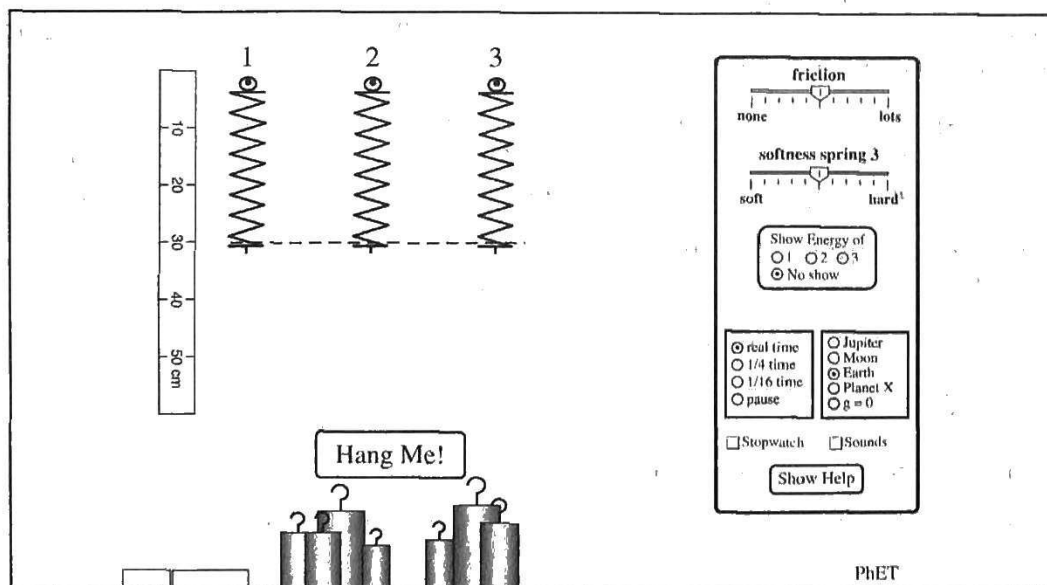 1 2 3
10
20
30
40
50 cm
Hang Me!
friction
none lots
softness spring 3
soft hard
Show Energy of
1 2 3
No show
real time
1/4 time
1/16 time
pause
Jupiter
Moon
Earth
Planet X
g = 0
Stopwatch Sounds
Show Help
PhET